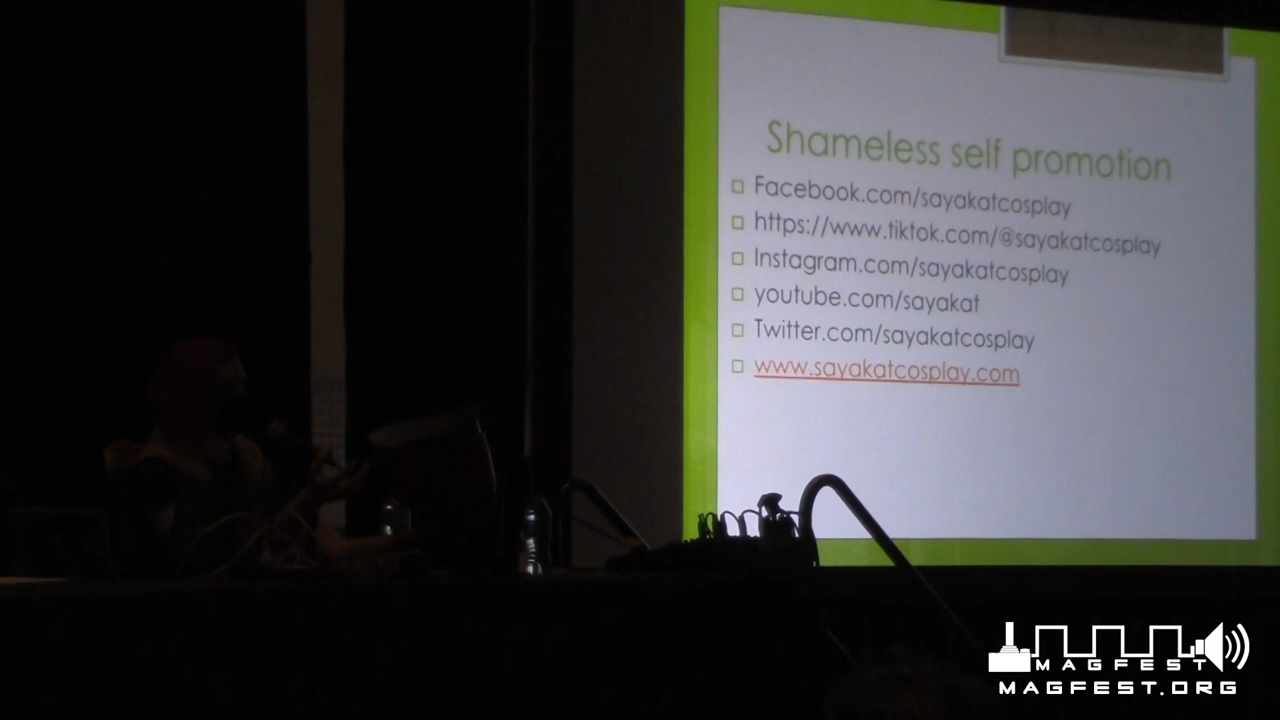 Shameless self promotion
Facebook.com/sayakatcosplay
https://www.tiktok.com/@sayakatcosplay
Instagram.com/sayakatcosplay
youtube.com/sayakat
Twitter.com/sayakatcosplay
www.sayakatcosplay.com
MAGFEST
MAGFEST.ORG